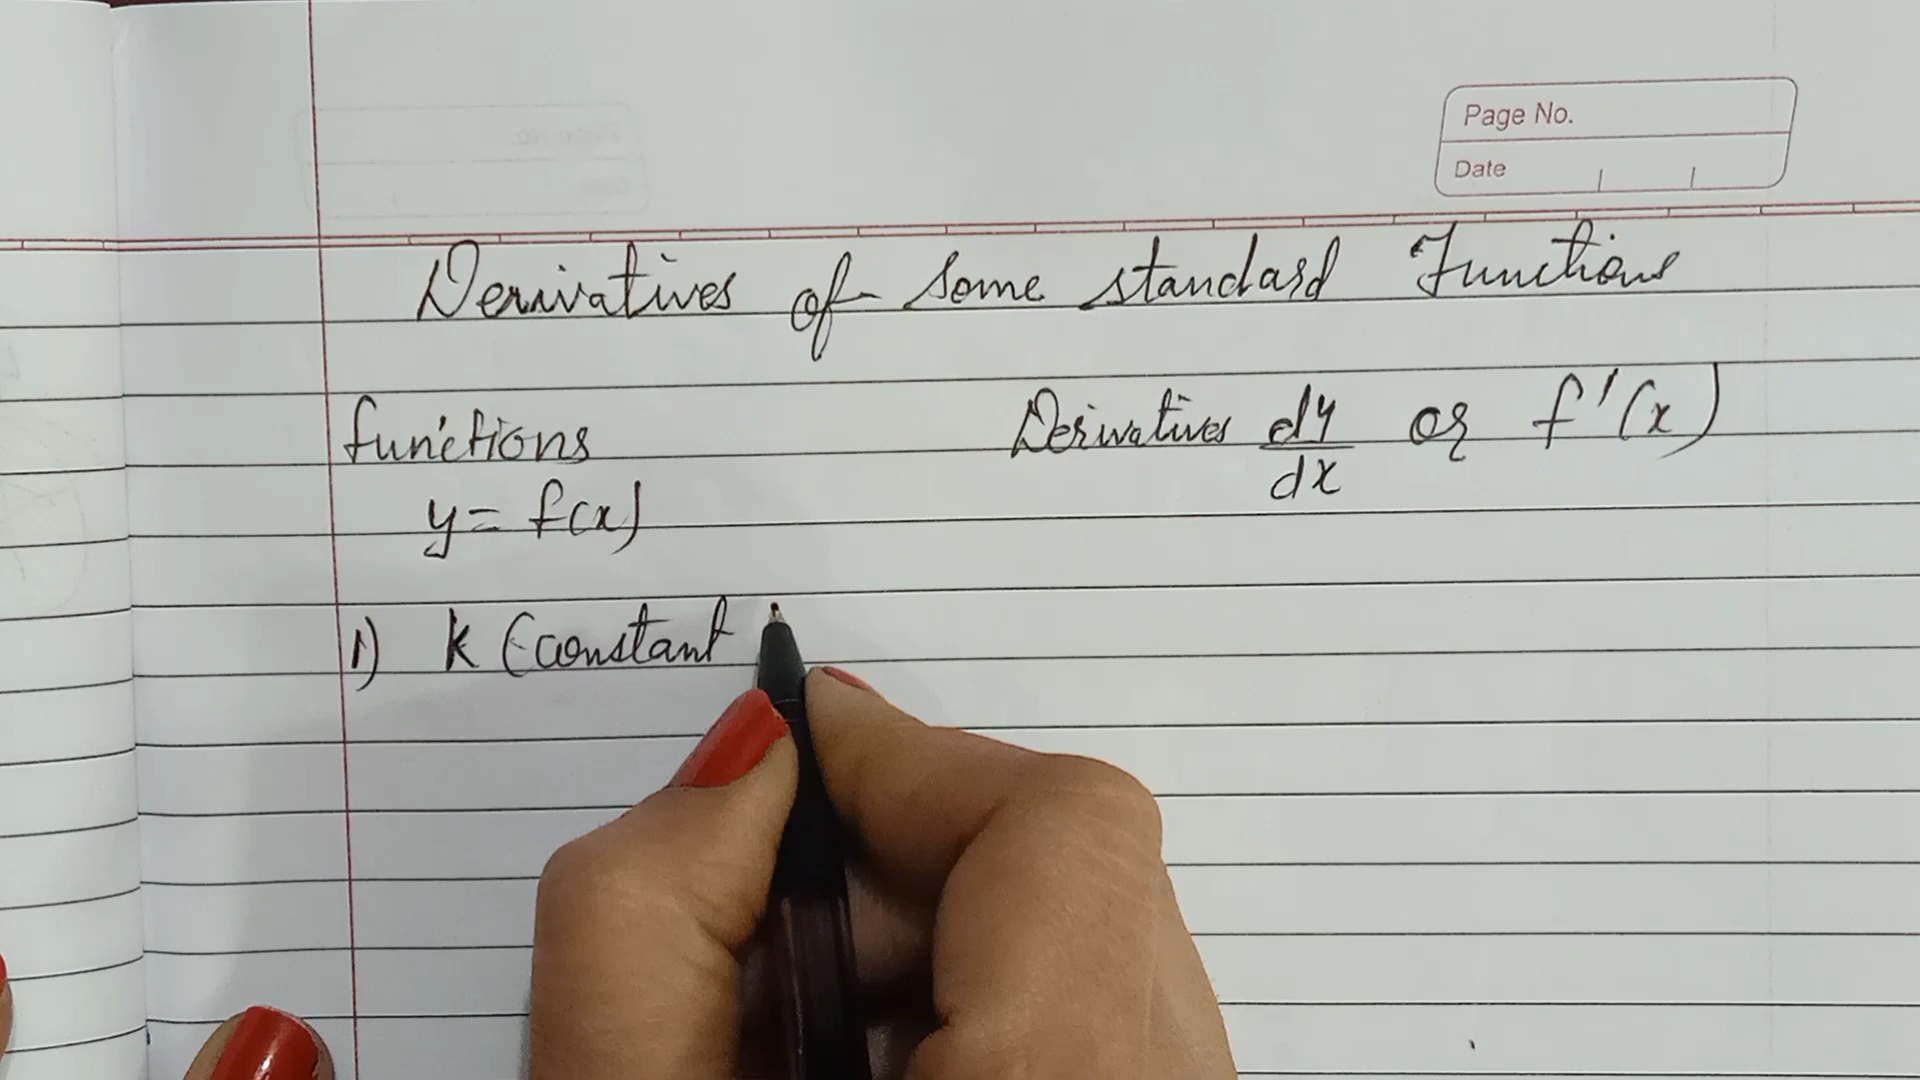 Page No.
Date
Derivatives of some standard Functions
functions Derivatives dy/dx or f'(x)
y = f(x)
1) k (constant